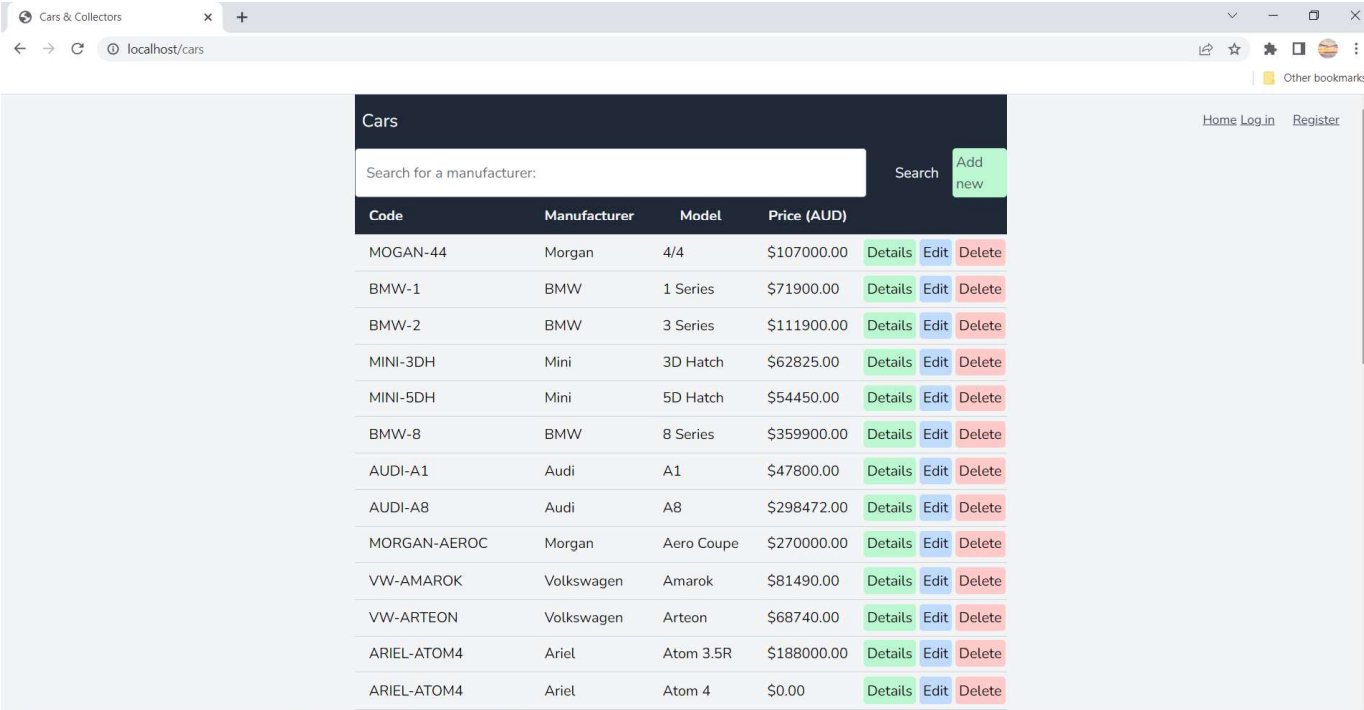 Cars & Collectors
localhost/cars
Other bookmarks
Cars
Home Log in Register
Search for a manufacturer: Search Add new
Code Manufacturer Model Price (AUD)
MOGAN-44 Morgan 4/4 $107000.00 Details Edit Delete
BMW-1 BMW 1 Series $71900.00 Details Edit Delete
BMW-2 BMW 3 Series $111900.00 Details Edit Delete
MINI-3DH Mini 3D Hatch $62825.00 Details Edit Delete
MINI-5DH Mini 5D Hatch $54450.00 Details Edit Delete
BMW-8 BMW 8 Series $359900.00 Details Edit Delete
AUDI-A1 Audi A1 $47800.00 Details Edit Delete
AUDI-A8 Audi A8 $298472.00 Details Edit Delete
MORGAN-AEROC Morgan Aero Coupe $270000.00 Details Edit Delete
VW-AMAROK Volkswagen Amarok $81490.00 Details Edit Delete
VW-ARTEON Volkswagen Arteon $68740.00 Details Edit Delete
ARIEL-ATOM4 Ariel Atom 3.5R $188000.00 Details Edit Delete
ARIEL-ATOM4 Ariel Atom 4 $0.00 Details Edit Delete